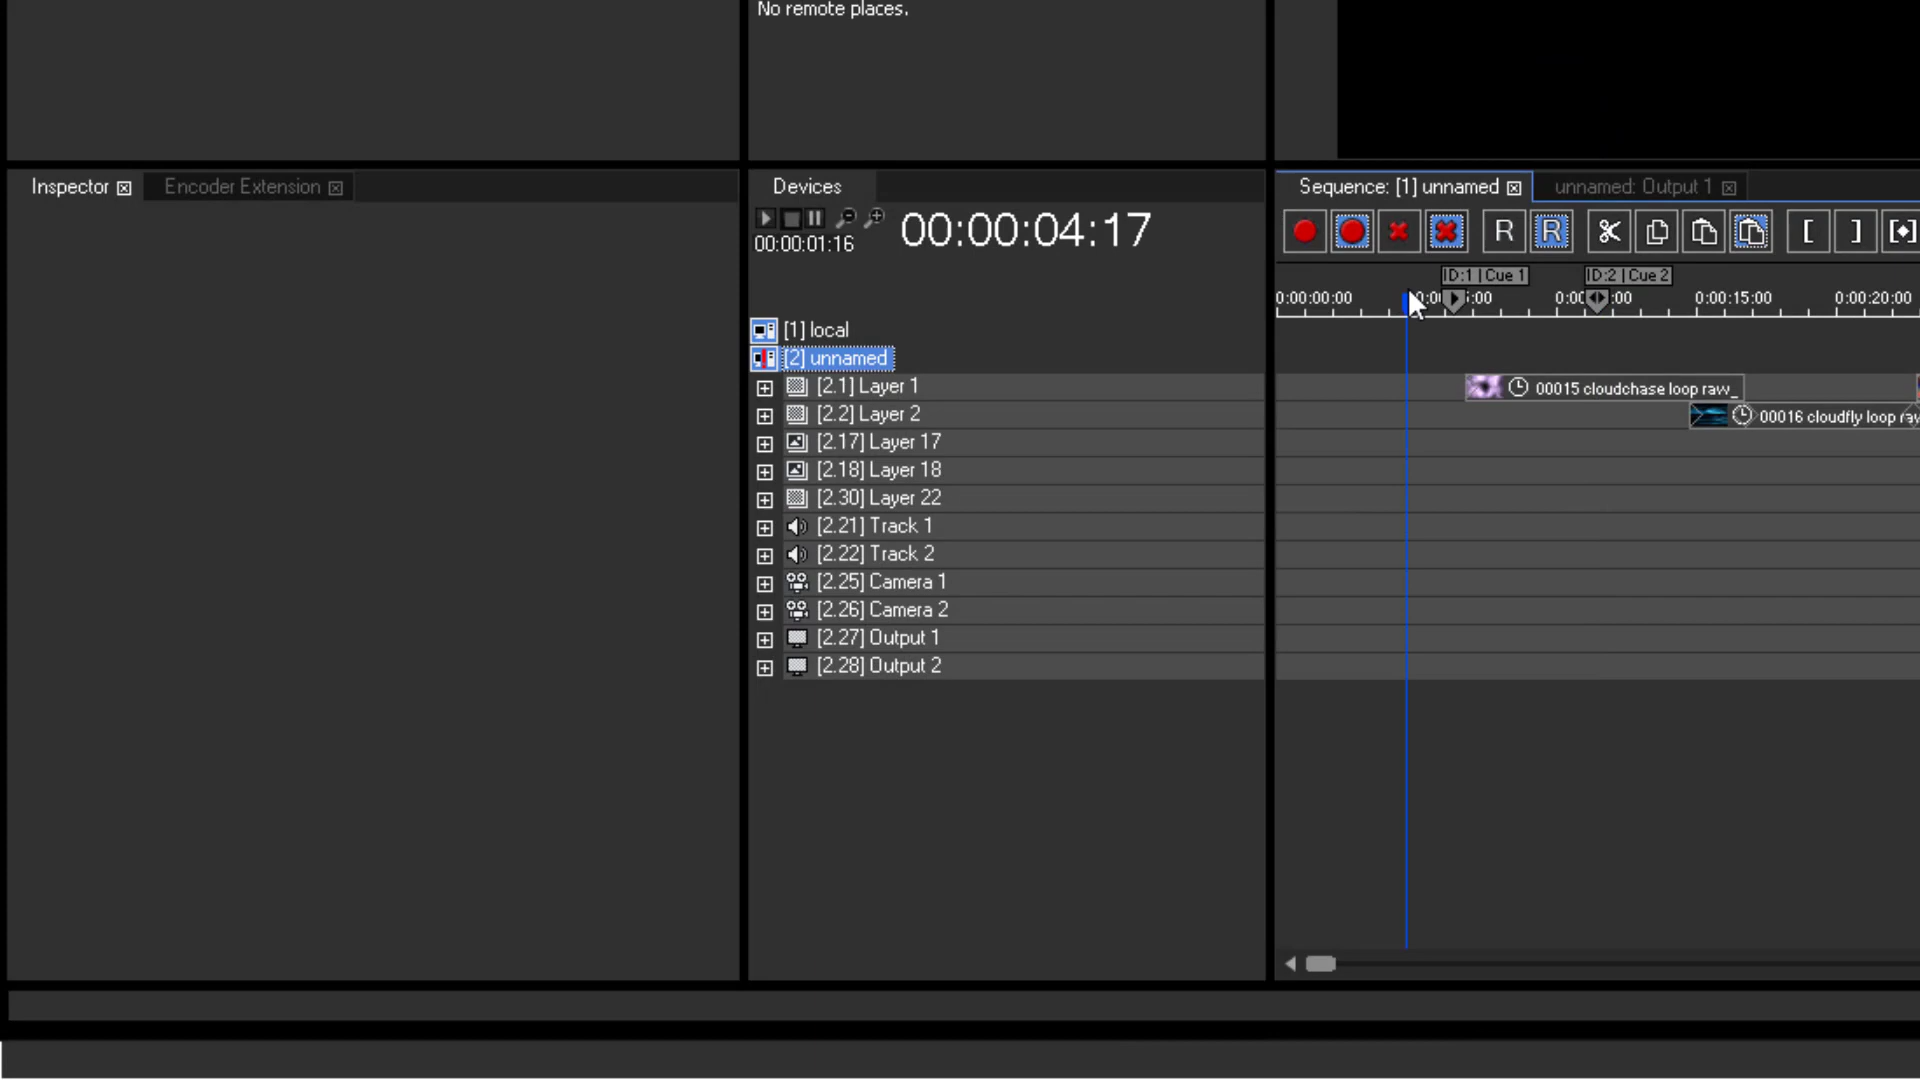 No remote places.
Inspector
Encoder Extension
Devices
00:00:01:16
00:00:04:17
Sequence: [1] unnamed
unnamed: Output 1
R
R
[
]
ID:1 | Cue 1
ID:2 | Cue 2
0:00:00:00
0:00:15:00
0:00:20:00
[1] local
[2] unnamed
[2.1] Layer 1
[2.2] Layer 2
[2.17] Layer 17
[2.18] Layer 18
[2.30] Layer 22
[2.21] Track 1
[2.22] Track 2
[2.25] Camera 1
[2.26] Camera 2
[2.27] Output 1
[2.28] Output 2
00015 cloudchase loop raw_
00016 cloudfly loop raw